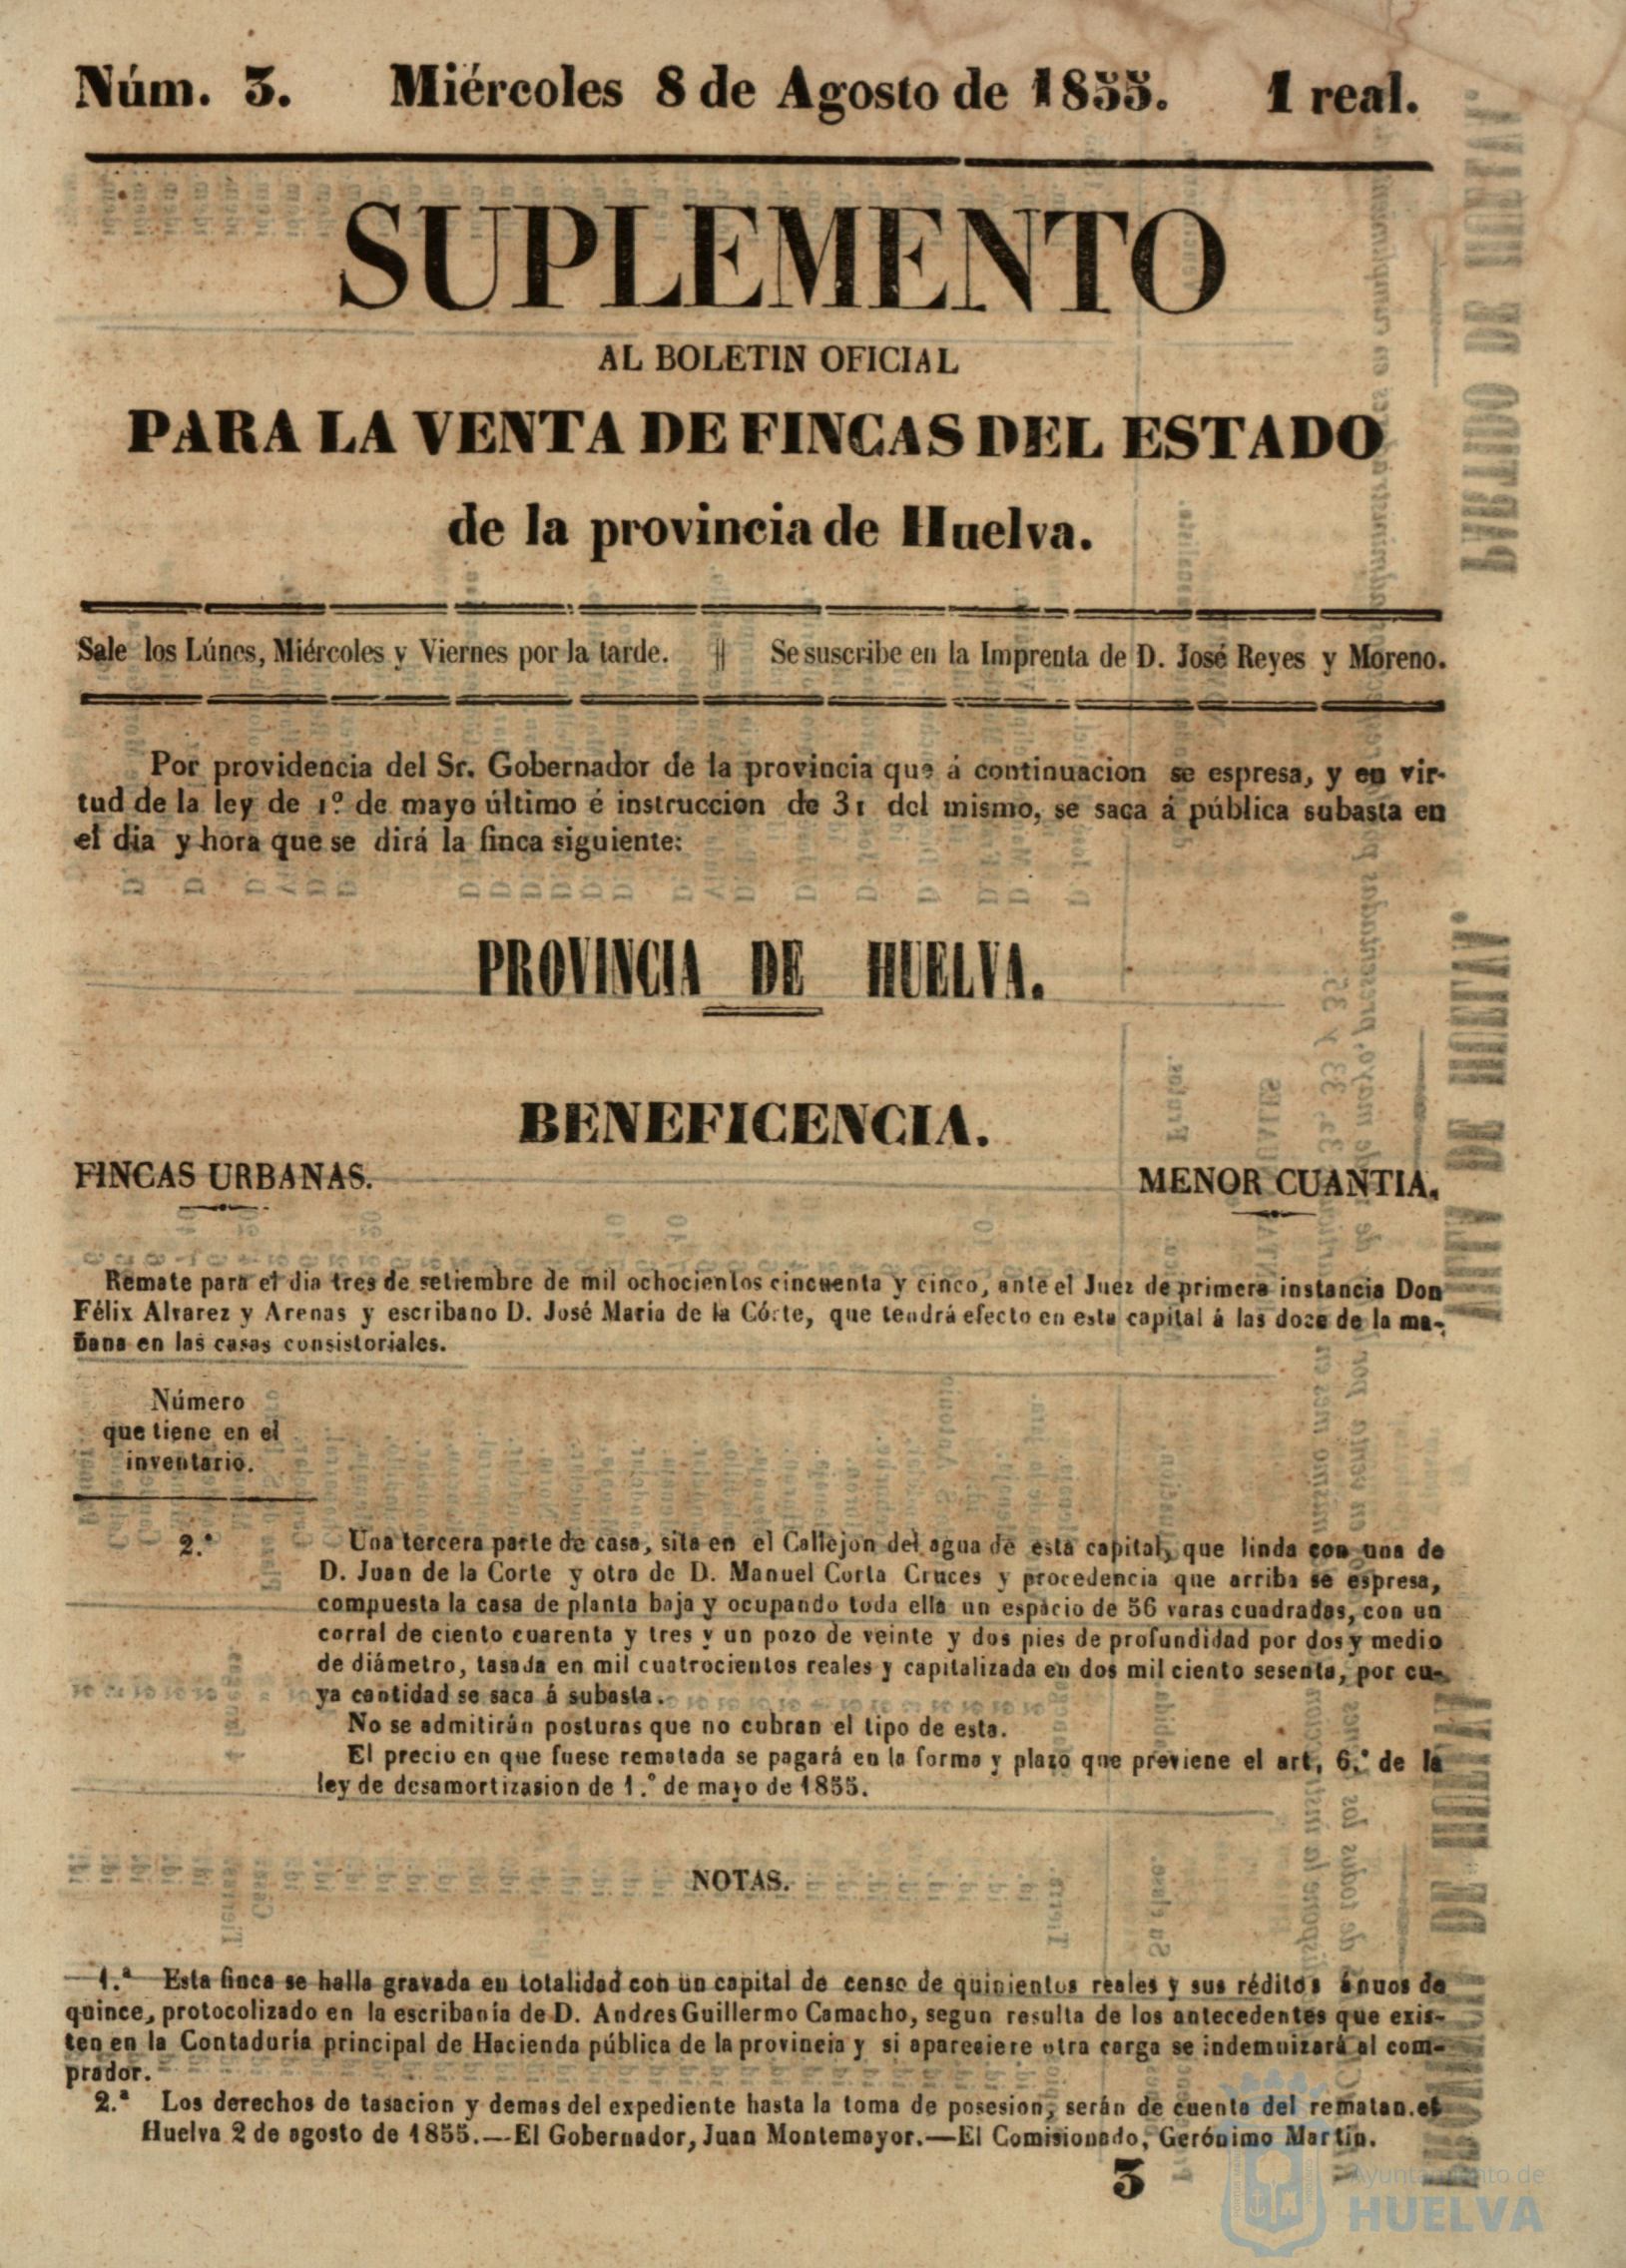 Núm. 3. Miércoles 8 de Agosto de 1855. 1 real.
SUPLEMENTO
AL BOLETIN OFICIAL
PARA LA VENTA DE FINCAS DEL ESTADO
de la provincia de Huelva.
Sale los Lúnes, Miércoles y Viernes por la tarde. || Se suscribe en la Imprenta de D. José Reyes y Moreno.
Por providencia del Sr. Gobernador de la provincia que á continuacion se espresa, y en vir-
tud de la ley de 1º de mayo último é instruccion de 31 del mismo, se saca á pública subasta en
el dia y hora que se dirá la finca siguiente:
PROVINCIA DE HUELVA.
BENEFICENCIA.
FINCAS URBANAS. MENOR CUANTIA.
Remate para el dia tres de setiembre de mil ochocientos cincuenta y cinco, ante el Juez de primera instancia Don
Félix Alvarez y Arenas y escribano D. José María de la Córte, que tendrá efecto en esta capital á las doze de la ma-
ñana en las casas consistoriales.
Número
que tiene en el
inventario.
2.º Una tercera parte de casa, sita en el Callejon del agua de esta capital, que linda con una de
D. Juan de la Corte y otra de D. Manuel Corta Cruces y procedencia que arriba se espresa,
compuesta la casa de planta baja y ocupando toda ella un espacio de 56 varas cuadradas, con un
corral de ciento cuarenta y tres y un pozo de veinte y dos pies de profundidad por dos y medio
de diámetro, tasada en mil cuatrocientos reales y capitalizada en dos mil ciento sesenta, por cu-
ya cantidad se saca á subasta.
No se admitirán posturas que no cubran el tipo de esta.
El precio en que fuese rematada se pagará en la forma y plazo que previene el art, 6.º de la
ley de desamortizasion de 1.º de mayo de 1855.
NOTAS.
1.ª Esta finca se halla gravada en totalidad con un capital de censo de quinientos reales y sus réditos ánuos de
quince, protocolizado en la escribanía de D. Andres Guillermo Camacho, segun resulta de los antecedentes que exis-
ten en la Contaduría principal de Hacienda pública de la provincia y si apareciere otra carga se indemnizará al com-
prador.
2.ª Los derechos de tasacion y demas del expediente hasta la toma de posesion, serán de cuenta del rematan.et
Huelva 2 de agosto de 1855.—El Gobernador, Juan Montemayor.—El Comisionado, Gerónimo Martin.
3
Ayuntamiento de
HUELVA